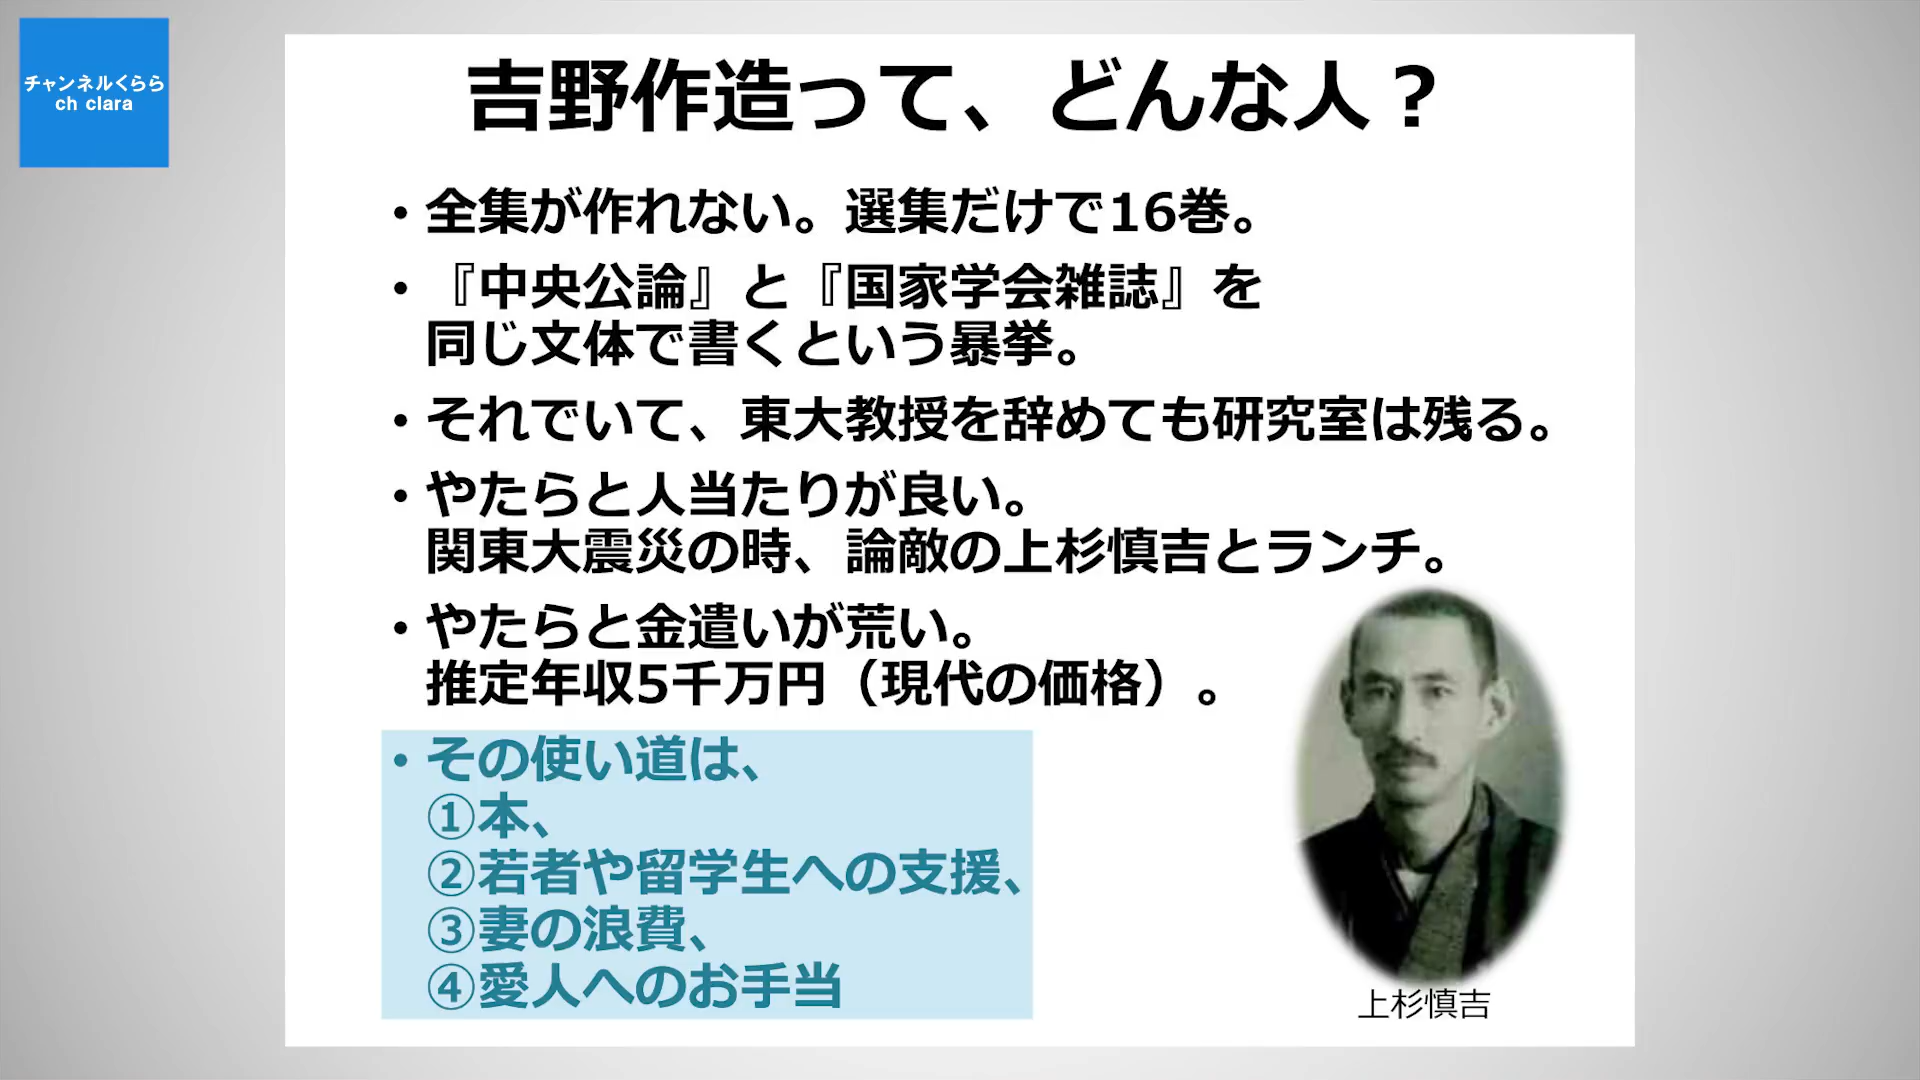 チャンネルくらら
ch clara
吉野作造って、どんな人？
・全集が作れない。選集だけで16巻。
・『中央公論』と『国家学会雑誌』を
同じ文体で書くという暴挙。
・それでいて、東大教授を辞めても研究室は残る。
・やたらと人当たりが良い。
関東大震災の時、論敵の上杉慎吉とランチ。
・やたらと金遣いが荒い。
推定年収5千万円（現代の価格）。
・その使い道は、
①本、
②若者や留学生への支援、
③妻の浪費、
④愛人へのお手当
上杉慎吉